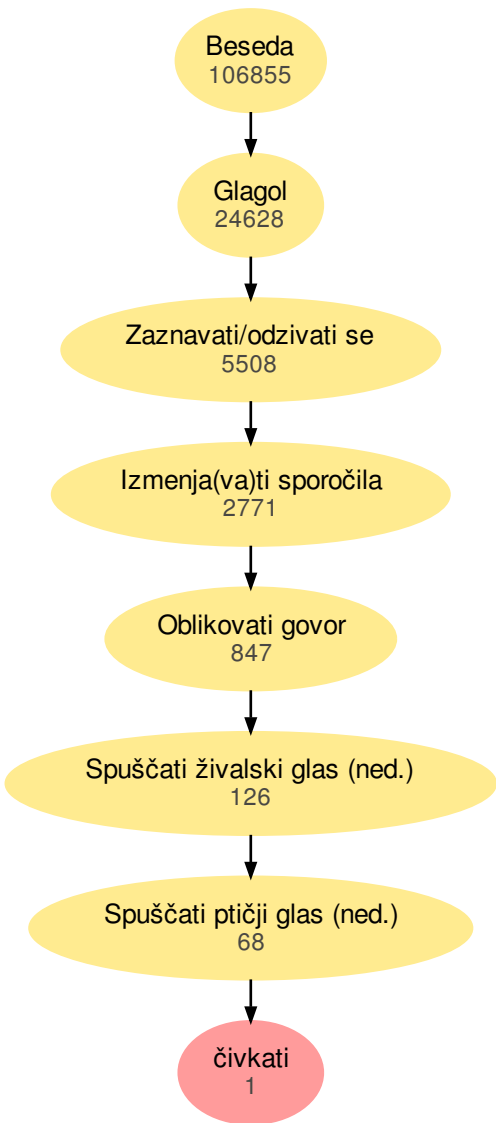 Beseda
106855
Glagol
24628
Zaznavati/odzivati se
5508
Izmenja(va)ti sporočila
2771
Oblikovati govor
847
Spuščati živalski glas (ned.)
126
Spuščati ptičji glas (ned.)
68
čivkati
1